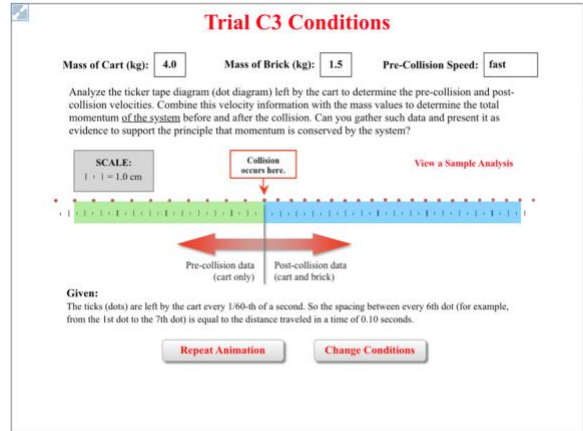 Trial C3 Conditions
Mass of Cart (kg): 4.0 Mass of Brick (kg): 1.5 Pre-Collision Speed: fast
Analyze the ticker tape diagram (dot diagram) left by the cart to determine the pre-collision and post-
collision velocities. Combine this velocity information with the mass values to determine the total
momentum of the system before and after the collision. Can you gather such data and present it as
evidence to support the principle that momentum is conserved by the system?
SCALE:
= 1.0 cm
Collision
occurs here.
View a Sample Analysis
Pre-collision data
(cart only)
Post-collision data
(cart and brick)
Given:
The ticks (dots) are left by the cart every 1/60-th of a second. So the spacing between every 6th dot (for example,
from the 1st dot to the 7th dot) is equal to the distance traveled in a time of 0.10 seconds.
Repeat Animation
Change Conditions